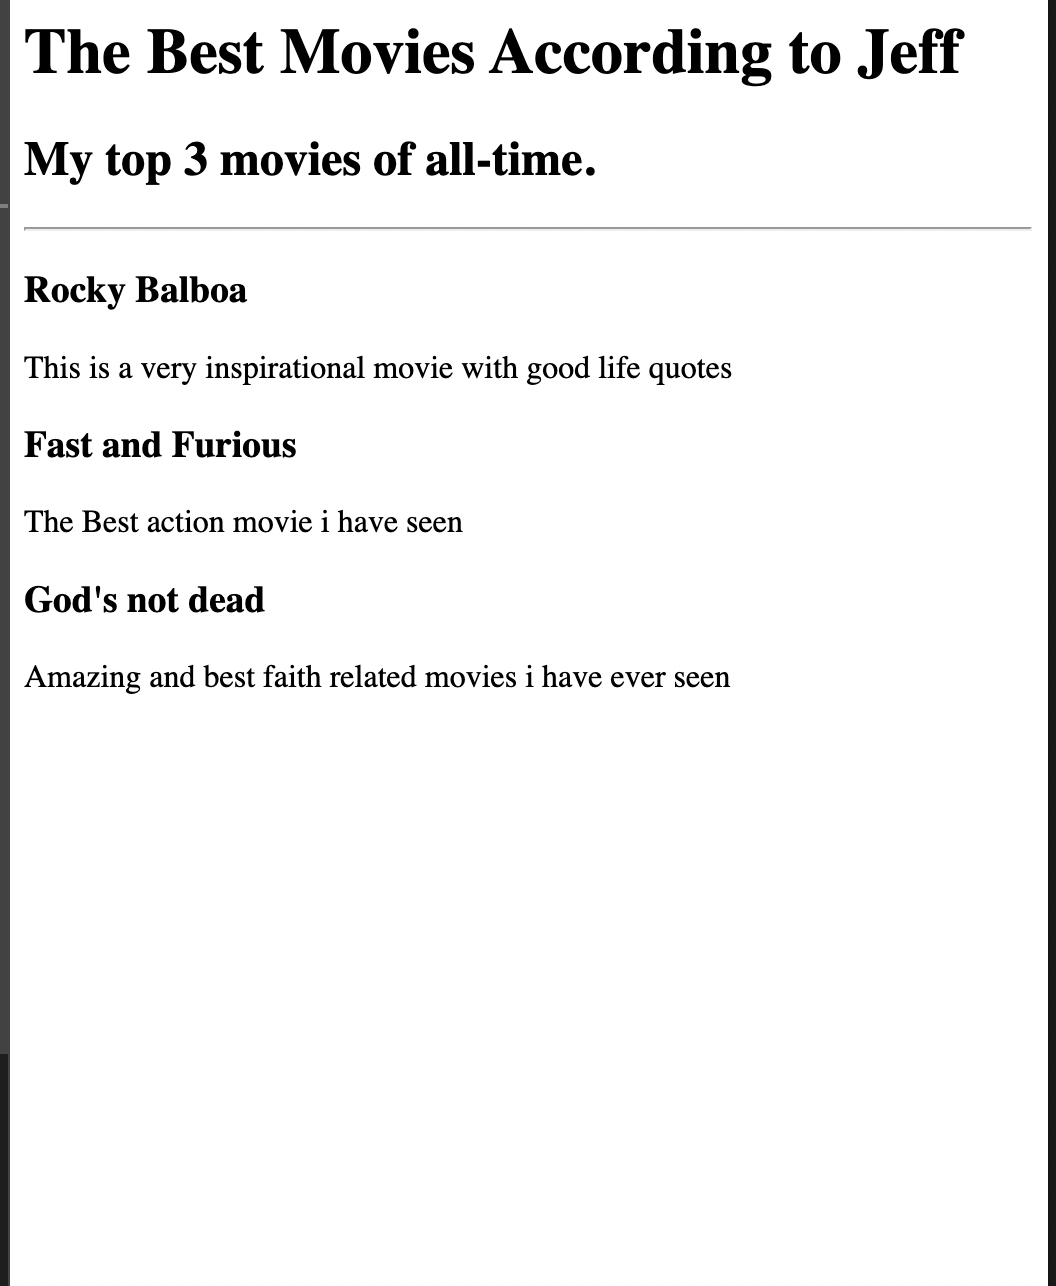 The Best Movies According to Jeff
My top 3 movies of all-time.
Rocky Balboa
This is a very inspirational movie with good life quotes
Fast and Furious
The Best action movie i have seen
God's not dead
Amazing and best faith related movies i have ever seen